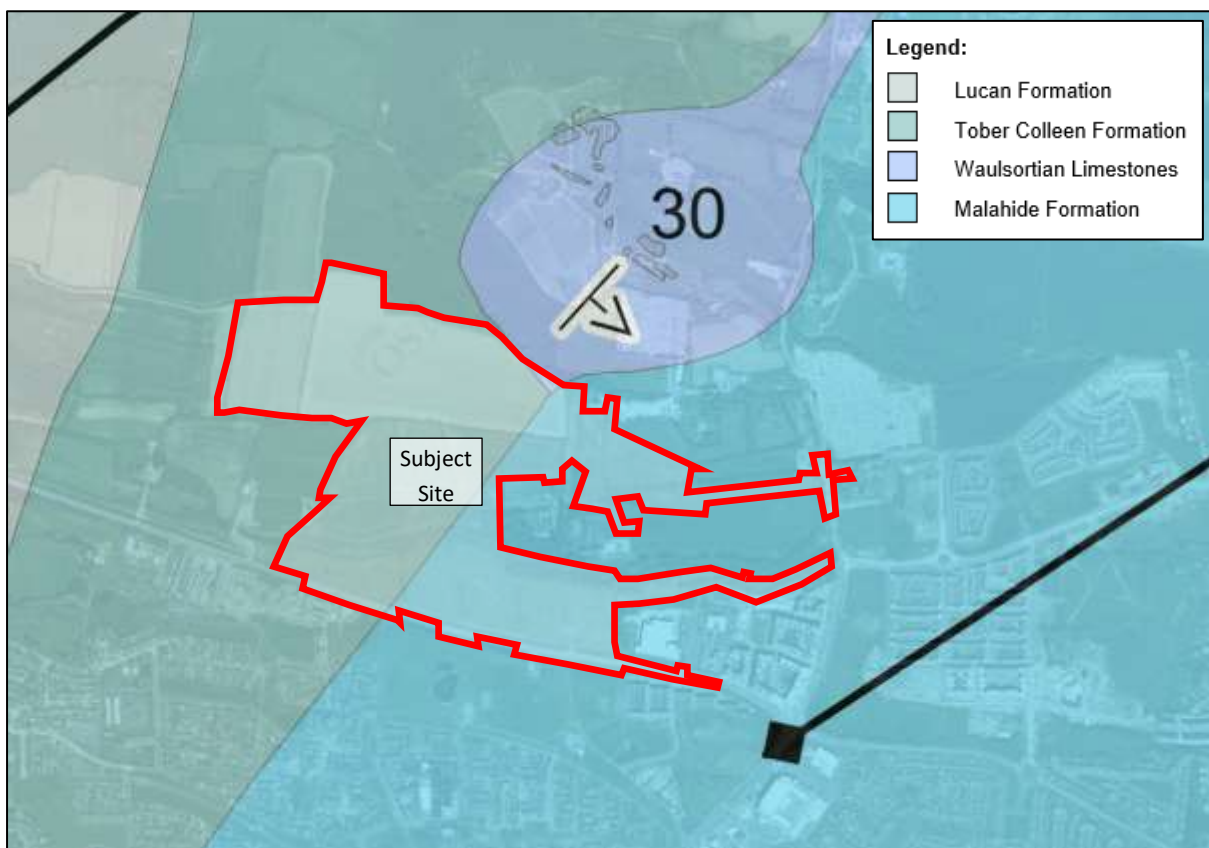 Legend:
Lucan Formation
Tober Colleen Formation
Waulsortian Limestones
Malahide Formation
30
Subject
Site